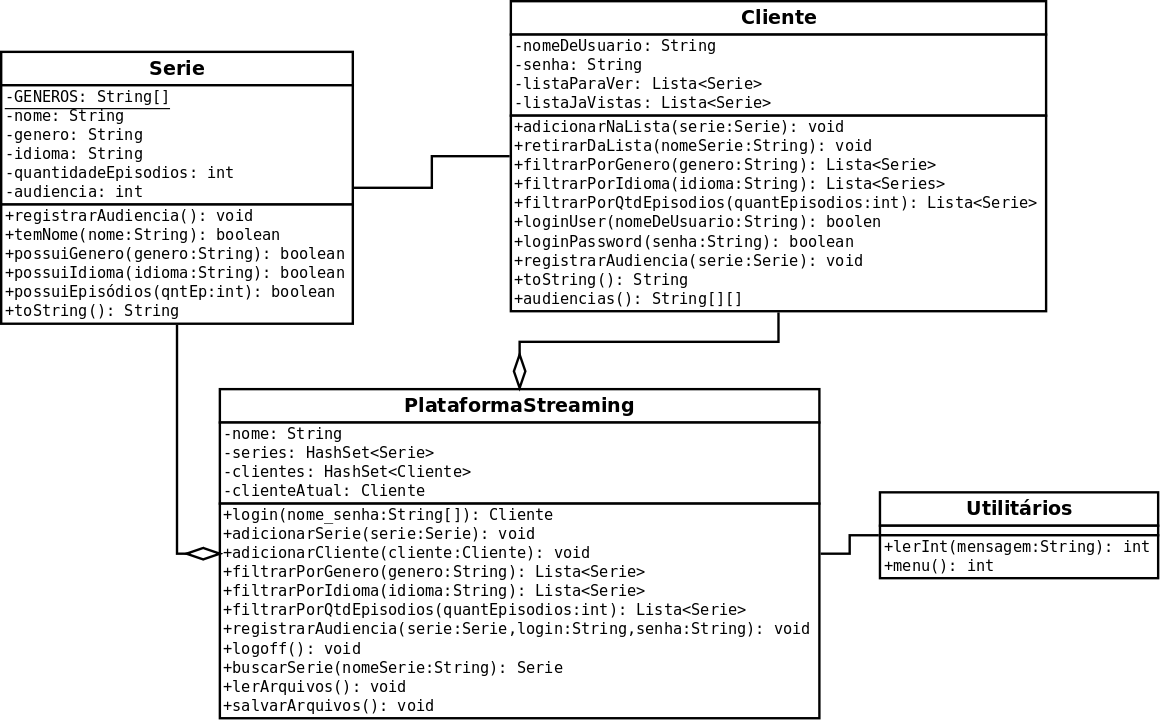 Serie
-GENEROS: String[]
-nome: String
-genero: String
-idioma: String
-quantidadeEpisodios: int
-audiencia: int
+registrarAudiencia(): void
+temNome(nome:String): boolean
+possuiGenero(genero:String): boolean
+possuiIdioma(idioma:String): boolean
+possuiEpisódios(qntEp:int): boolean
+toString(): String
Cliente
-nomeDeUsuario: String
-senha: String
-listaParaVer: Lista<Serie>
-listaJaVistas: Lista<Serie>
+adicionarNaLista(serie:Serie): void
+retirarDaLista(nomeSerie:String): void
+filtrarPorGenero(genero:String): Lista<Serie>
+filtrarPorIdioma(idioma:String): Lista<Series>
+filtrarPorQtdEpisodios(quantEpisodios:int): Lista<Serie>
+loginUser(nomeDeUsuario:String): boolen
+loginPassword(senha:String): boolean
+registrarAudiencia(serie:Serie): void
+toString(): String
+audiencias(): String[][]
PlataformaStreaming
-nome: String
-series: HashSet<Serie>
-clientes: HashSet<Cliente>
-clienteAtual: Cliente
+login(nome_senha:String[]): Cliente
+adicionarSerie(serie:Serie): void
+adicionarCliente(cliente:Cliente): void
+filtrarPorGenero(genero:String): Lista<Serie>
+filtrarPorIdioma(idioma:String): Lista<Serie>
+filtrarPorQtdEpisodios(quantEpisodios:int): Lista<Serie>
+registrarAudiencia(serie:Serie,login:String,senha:String): void
+logoff(): void
+buscarSerie(nomeSerie:String): Serie
+lerArquivos(): void
+salvarArquivos(): void
Utilitários
+lerInt(mensagem:String): int
+menu(): int